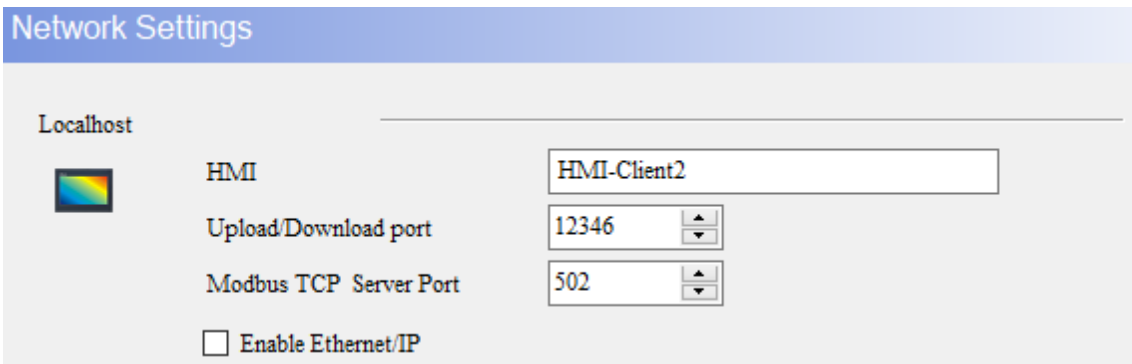 Network Settings
Localhost
HMI HMI-Client2
Upload/Download port 12346
Modbus TCP Server Port 502
Enable Ethernet/IP